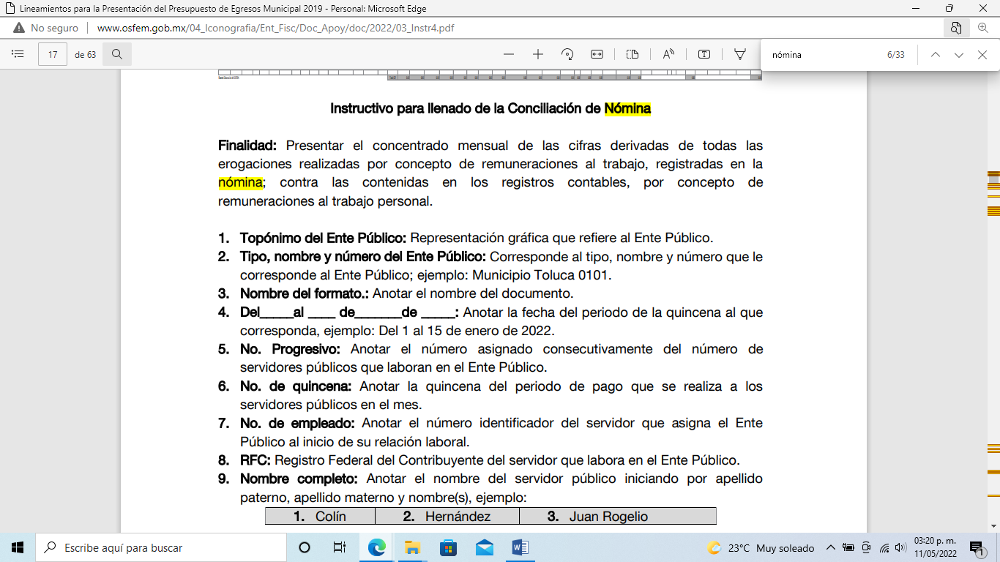 Lineamientos para la Presentación del Presupuesto de Egresos Municipal 2019 - Personal: Microsoft Edge
No seguro www.osfem.gob.mx/04_Iconografia/Ent_Fisc/Doc_Apoy/doc/2022/03_Instr4.pdf
17 de 63
nómina 6/33
Instructivo para llenado de la Conciliación de Nómina
Finalidad: Presentar el concentrado mensual de las cifras derivadas de todas las
erogaciones realizadas por concepto de remuneraciones al trabajo, registradas en la
nómina; contra las contenidas en los registros contables, por concepto de
remuneraciones al trabajo personal.
1. Topónimo del Ente Público: Representación gráfica que refiere al Ente Público.
2. Tipo, nombre y número del Ente Público: Corresponde al tipo, nombre y número que le
corresponde al Ente Público; ejemplo: Municipio Toluca 0101.
3. Nombre del formato.: Anotar el nombre del documento.
4. Del_____al ____ de_______de _____: Anotar la fecha del periodo de la quincena al que
corresponda, ejemplo: Del 1 al 15 de enero de 2022.
5. No. Progresivo: Anotar el número asignado consecutivamente del número de
servidores públicos que laboran en el Ente Público.
6. No. de quincena: Anotar la quincena del periodo de pago que se realiza a los
servidores públicos en el mes.
7. No. de empleado: Anotar el número identificador del servidor que asigna el Ente
Público al inicio de su relación laboral.
8. RFC: Registro Federal del Contribuyente del servidor que labora en el Ente Público.
9. Nombre completo: Anotar el nombre del servidor público iniciando por apellido
paterno, apellido materno y nombre(s), ejemplo:
1. Colín 2. Hernández 3. Juan Rogelio
Escribe aquí para buscar
23°C Muy soleado
03:20 p. m.
11/05/2022
1